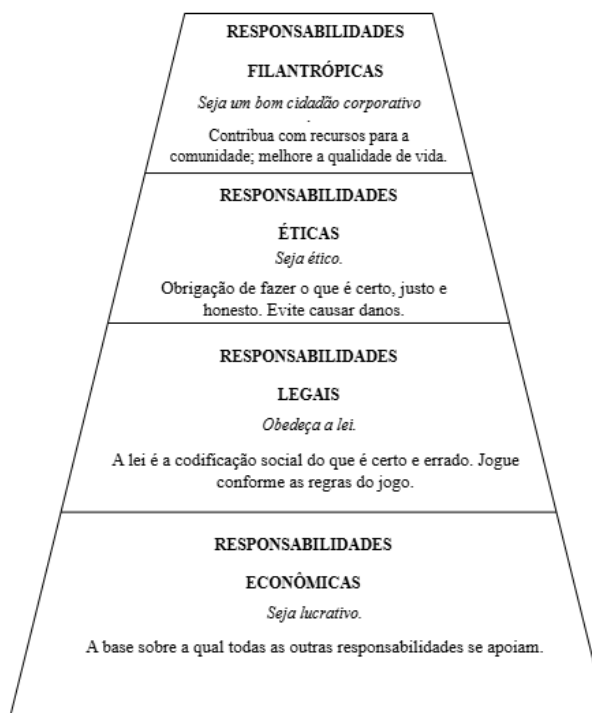 RESPONSABILIDADES
FILANTRÓPICAS
Seja um bom cidadão corporativo
.
Contribua com recursos para a
comunidade; melhore a qualidade de vida.
RESPONSABILIDADES
ÉTICAS
Seja ético.
Obrigação de fazer o que é certo, justo e
honesto. Evite causar danos.
RESPONSABILIDADES
LEGAIS
Obedeça a lei.
A lei é a codificação social do que é certo e errado. Jogue
conforme as regras do jogo.
RESPONSABILIDADES
ECONÔMICAS
Seja lucrativo.
A base sobre a qual todas as outras responsabilidades se apoiam.